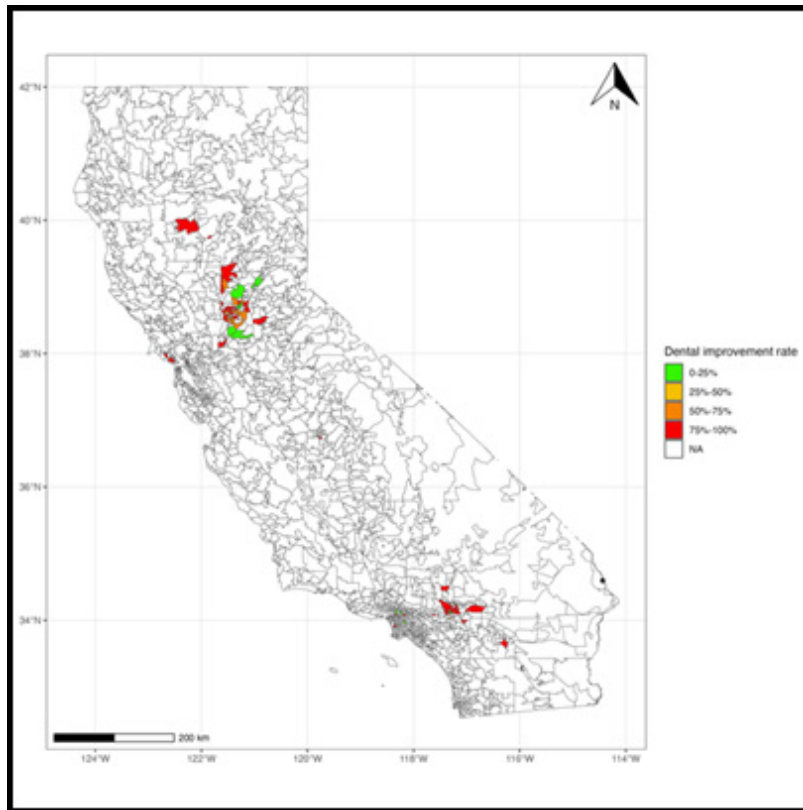 N
42°N
40°N
38°N
36°N
34°N
Dental improvement rate
0-25%
25%-50%
50%-75%
75%-100%
NA
200 km
124°W
122°W
120°W
118°W
116°W
114°W